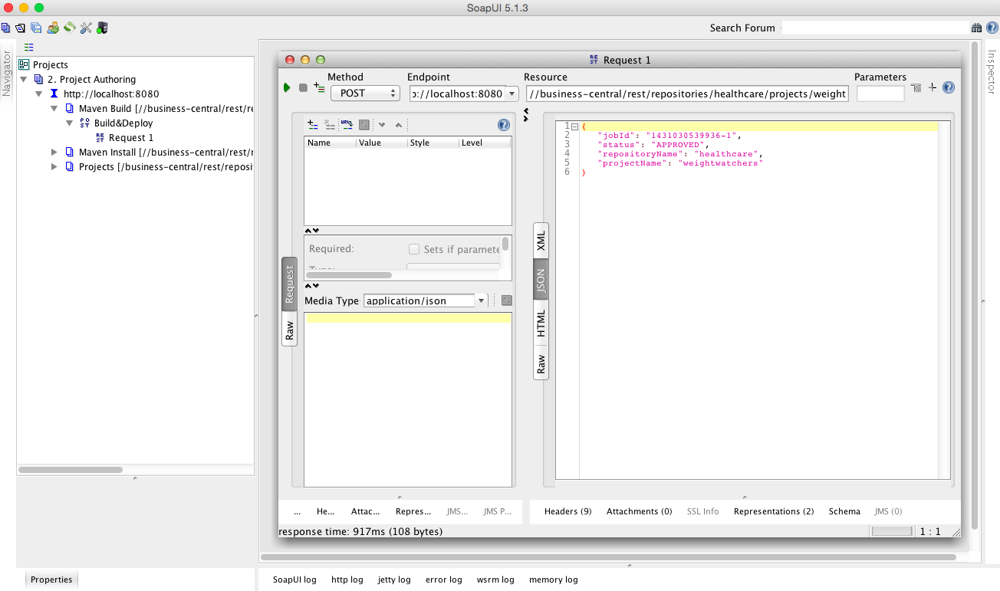 SoapUI 5.1.3
Search Forum
Navigator
Projects
2. Project Authoring
http://localhost:8080
Maven Build [//business-central/rest/re
Build&Deploy
Request 1
Maven Install [//business-central/rest/r
Projects [/business-central/rest/reposi
Properties
Request 1
Method
Endpoint
Resource
Parameters
POST
://localhost:8080
//business-central/rest/repositories/healthcare/projects/weight
Name Value Style Level
Required:
Sets if paramete
Type:
Media Type
application/json
Request
Raw
XML
JSON
HTML
Raw
1 {
2 "jobId": "1431030539936-1",
3 "status": "APPROVED",
4 "repositoryName": "healthcare",
5 "projectName": "weightwatchers"
6 }
... He... Attac... Repres... JMS... JMS P...
Headers (9) Attachments (0) SSL Info Representations (2) Schema JMS (0)
response time: 917ms (108 bytes)
1 : 1
Inspector
SoapUI log http log jetty log error log wsrm log memory log